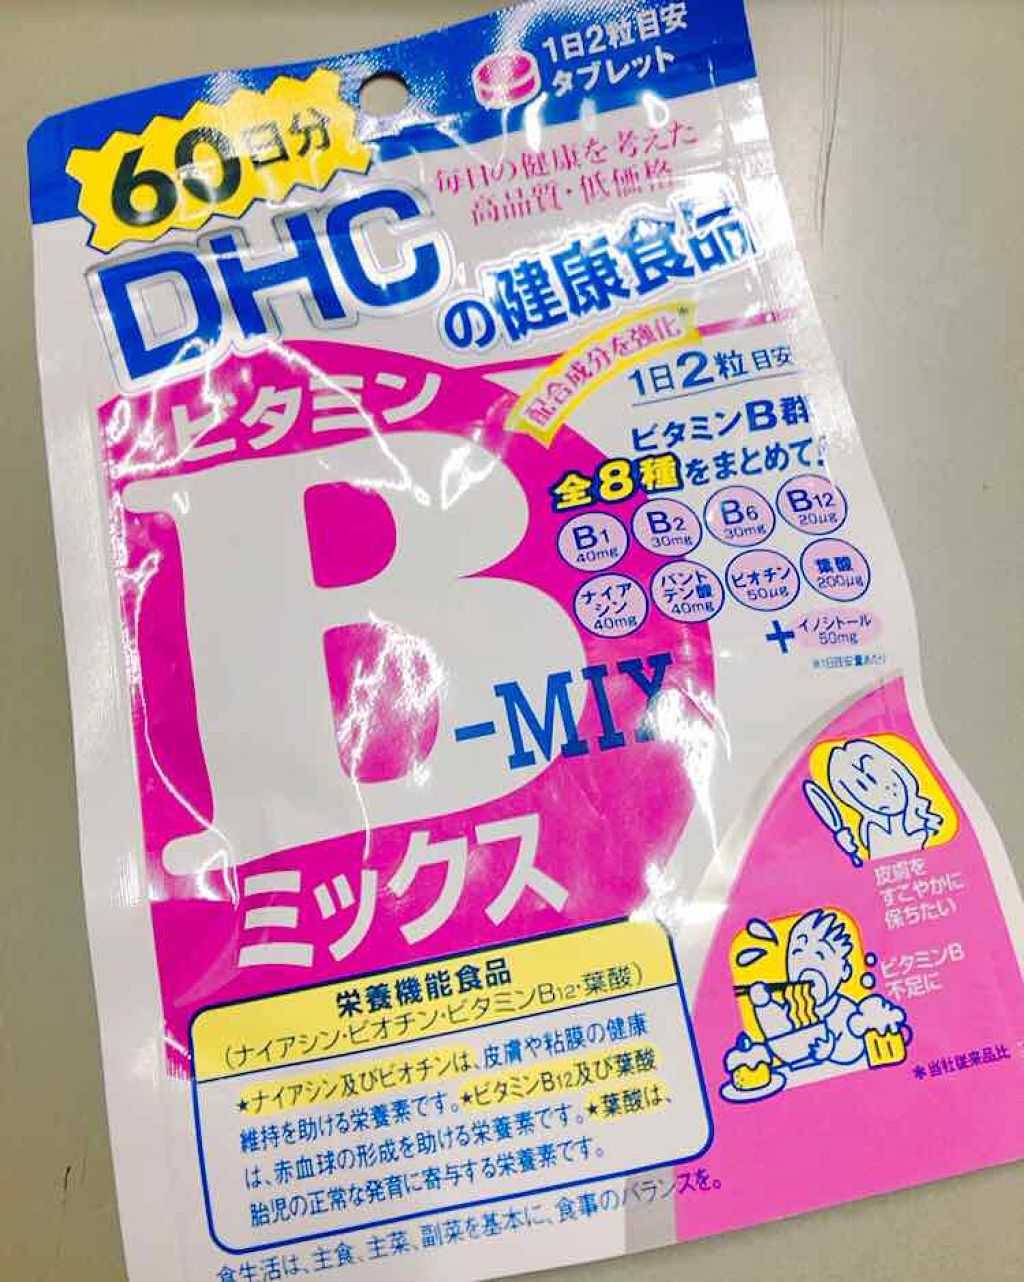 1日2粒目安
タブレット
60日分
毎日の健康を考えた
高品質・低価格
DHC
の健康食品
配合成分を強化*
1日2粒目安
ビタミンB群
全8種をまとめて!
B1
40mg
B2
30mg
B6
30mg
B12
20μg
ナイア
シン
40mg
パント
テン酸
40mg
ビオチン
50μg
葉酸
200μg
+イノシトール
50mg
※1日目安量あたり
ビタミン
B
-MIX
ミックス
皮膚を
すこやかに
保ちたい
ビタミンB
不足に
*当社従来品比
栄養機能食品
(ナイアシン・ビオチン・ビタミンB12・葉酸)
★ナイアシン及びビオチンは、皮膚や粘膜の健康
維持を助ける栄養素です。★ビタミンB12及び葉酸
は、赤血球の形成を助ける栄養素です。★葉酸は、
胎児の正常な発育に寄与する栄養素です。
食生活は、主食、主菜、副菜を基本に、食事のバランスを。